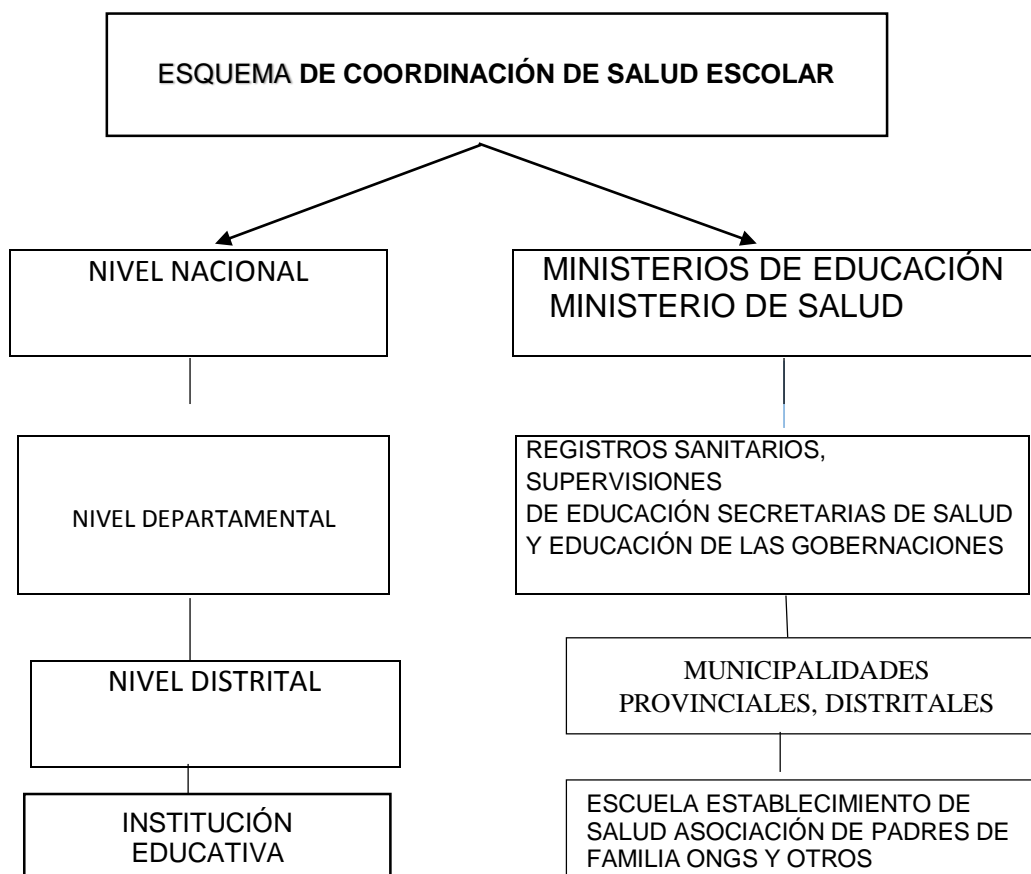 ESQUEMA DE COORDINACIÓN DE SALUD ESCOLAR
NIVEL NACIONAL
MINISTERIOS DE EDUCACIÓN
MINISTERIO DE SALUD
NIVEL DEPARTAMENTAL
REGISTROS SANITARIOS,
SUPERVISIONES
DE EDUCACIÓN SECRETARIAS DE SALUD
Y EDUCACIÓN DE LAS GOBERNACIONES
NIVEL DISTRITAL
MUNICIPALIDADES
PROVINCIALES, DISTRITALES
INSTITUCIÓN
EDUCATIVA
ESCUELA ESTABLECIMIENTO DE
SALUD ASOCIACIÓN DE PADRES DE
FAMILIA ONGS Y OTROS